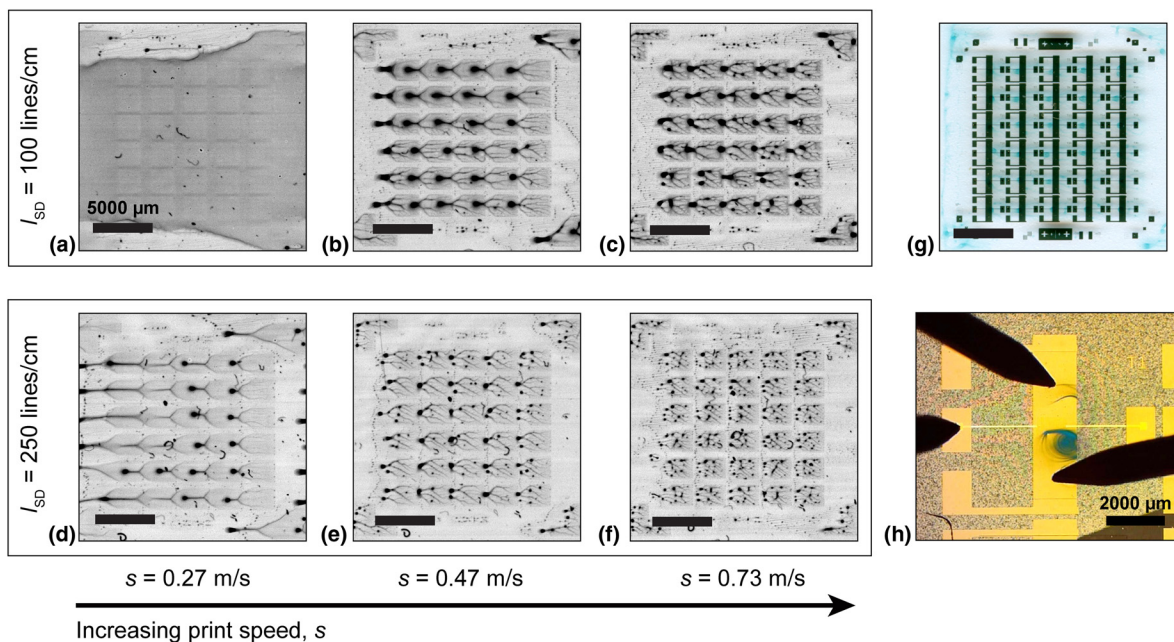 l_SD = 100 lines/cm
5000 µm
(a)
(b)
(c)
(g)
l_SD = 250 lines/cm
(d)
(e)
(f)
(h)
2000 µm
s = 0.27 m/s
s = 0.47 m/s
s = 0.73 m/s
Increasing print speed, s